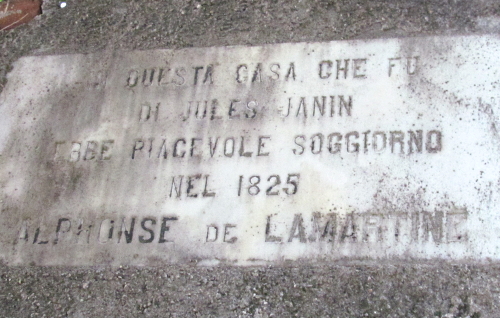 QUESTA CASA CHE FU
DI JULES JANIN
EBBE PIACEVOLE SOGGIORNO
NEL 1825
ALPHONSE DE LAMARTINE